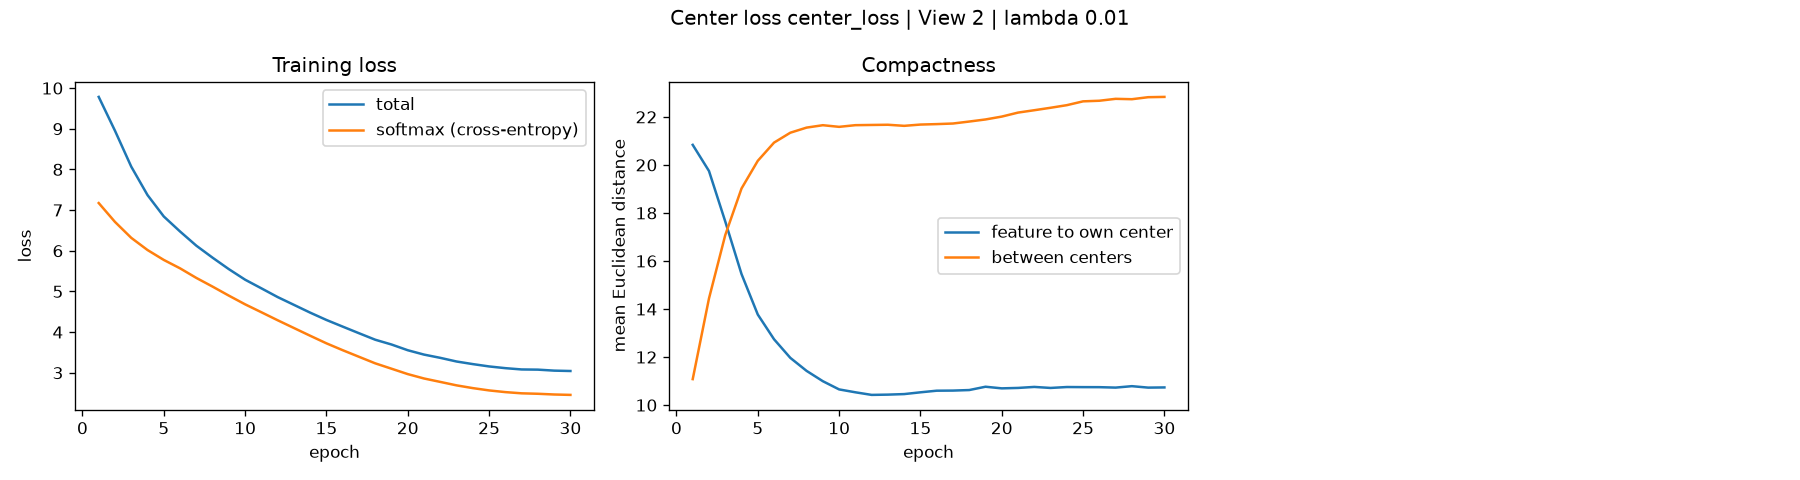 Center loss center_loss | View 2 | lambda 0.01
Training loss
10
9
8
7
6
5
4
3
loss
total
softmax (cross-entropy)
0 5 10 15 20 25 30
epoch
Compactness
22
20
18
16
14
12
10
mean Euclidean distance
feature to own center
between centers
0 5 10 15 20 25 30
epoch